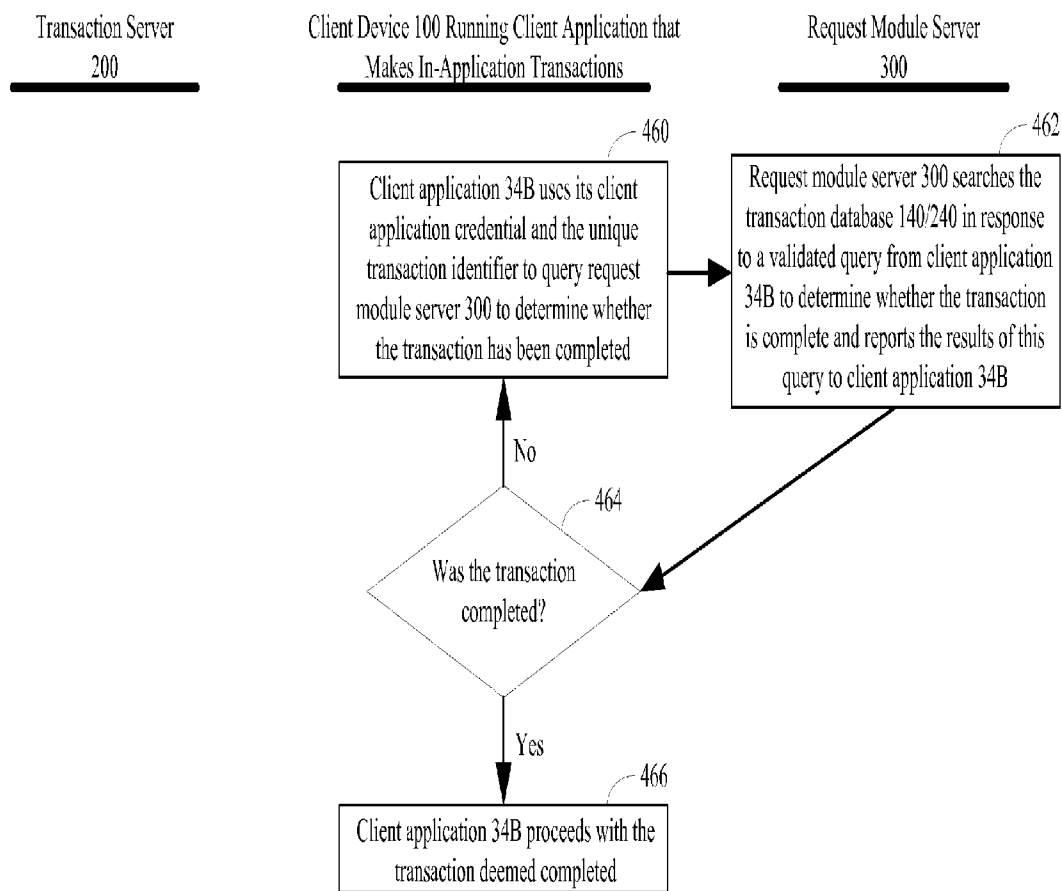 Transaction Server
200
Client Device 100 Running Client Application that
Makes In-Application Transactions
Request Module Server
300
460
Client application 34B uses its client
application credential and the unique
transaction identifier to query request
module server 300 to determine whether
the transaction has been completed
462
Request module server 300 searches the
transaction database 140/240 in response
to a validated query from client application
34B to determine whether the transaction
is complete and reports the results of this
query to client application 34B
No
464
Was the transaction
completed?
Yes
466
Client application 34B proceeds with the
transaction deemed completed